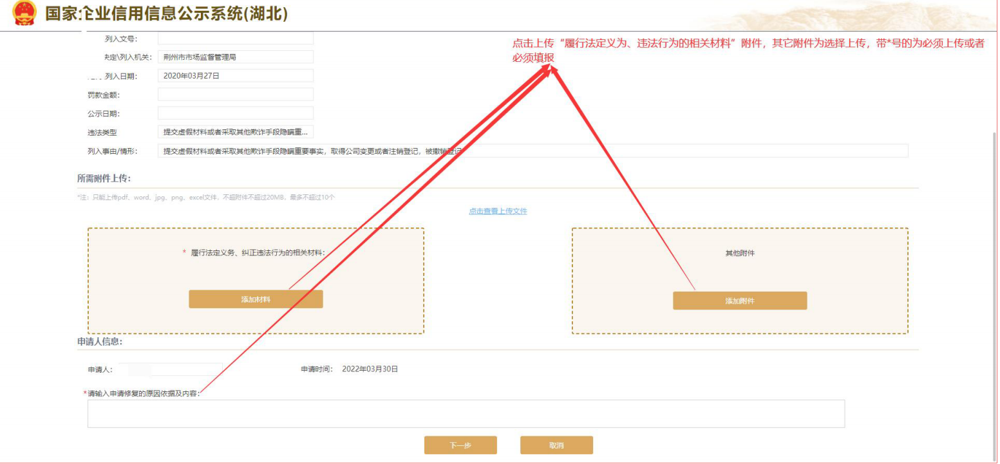 国家企业信用信息公示系统(湖北)
列入文号:
点击上传“履行法定义为、违法行为的相关材料”附件，其它附件为选择上传，带*号的为必须上传或者
必须填报
决定\列入机关: 荆州市市场监督管理局
列入日期: 2020年03月27日
罚款金额:
公示日期:
违法类型 提交虚假材料或者采取其他欺诈手段隐瞒重...
列入事由/情形: 提交虚假材料或者采取其他欺诈手段隐瞒重要事实，取得公司变更或者注销登记，被撤销登记
所需附件上传:
*注：只能上传pdf、word、jpg、png、excel文件、不超附件不超过20MB、最多不超过10个
点击查看上传文件
* 履行法定义务、纠正违法行为的相关材料:
其他附件
添加材料
添加附件
申请人信息:
申请人: 申请时间: 2022年03月30日
*请输入申请修复的原因依据及内容:
下一步 取消